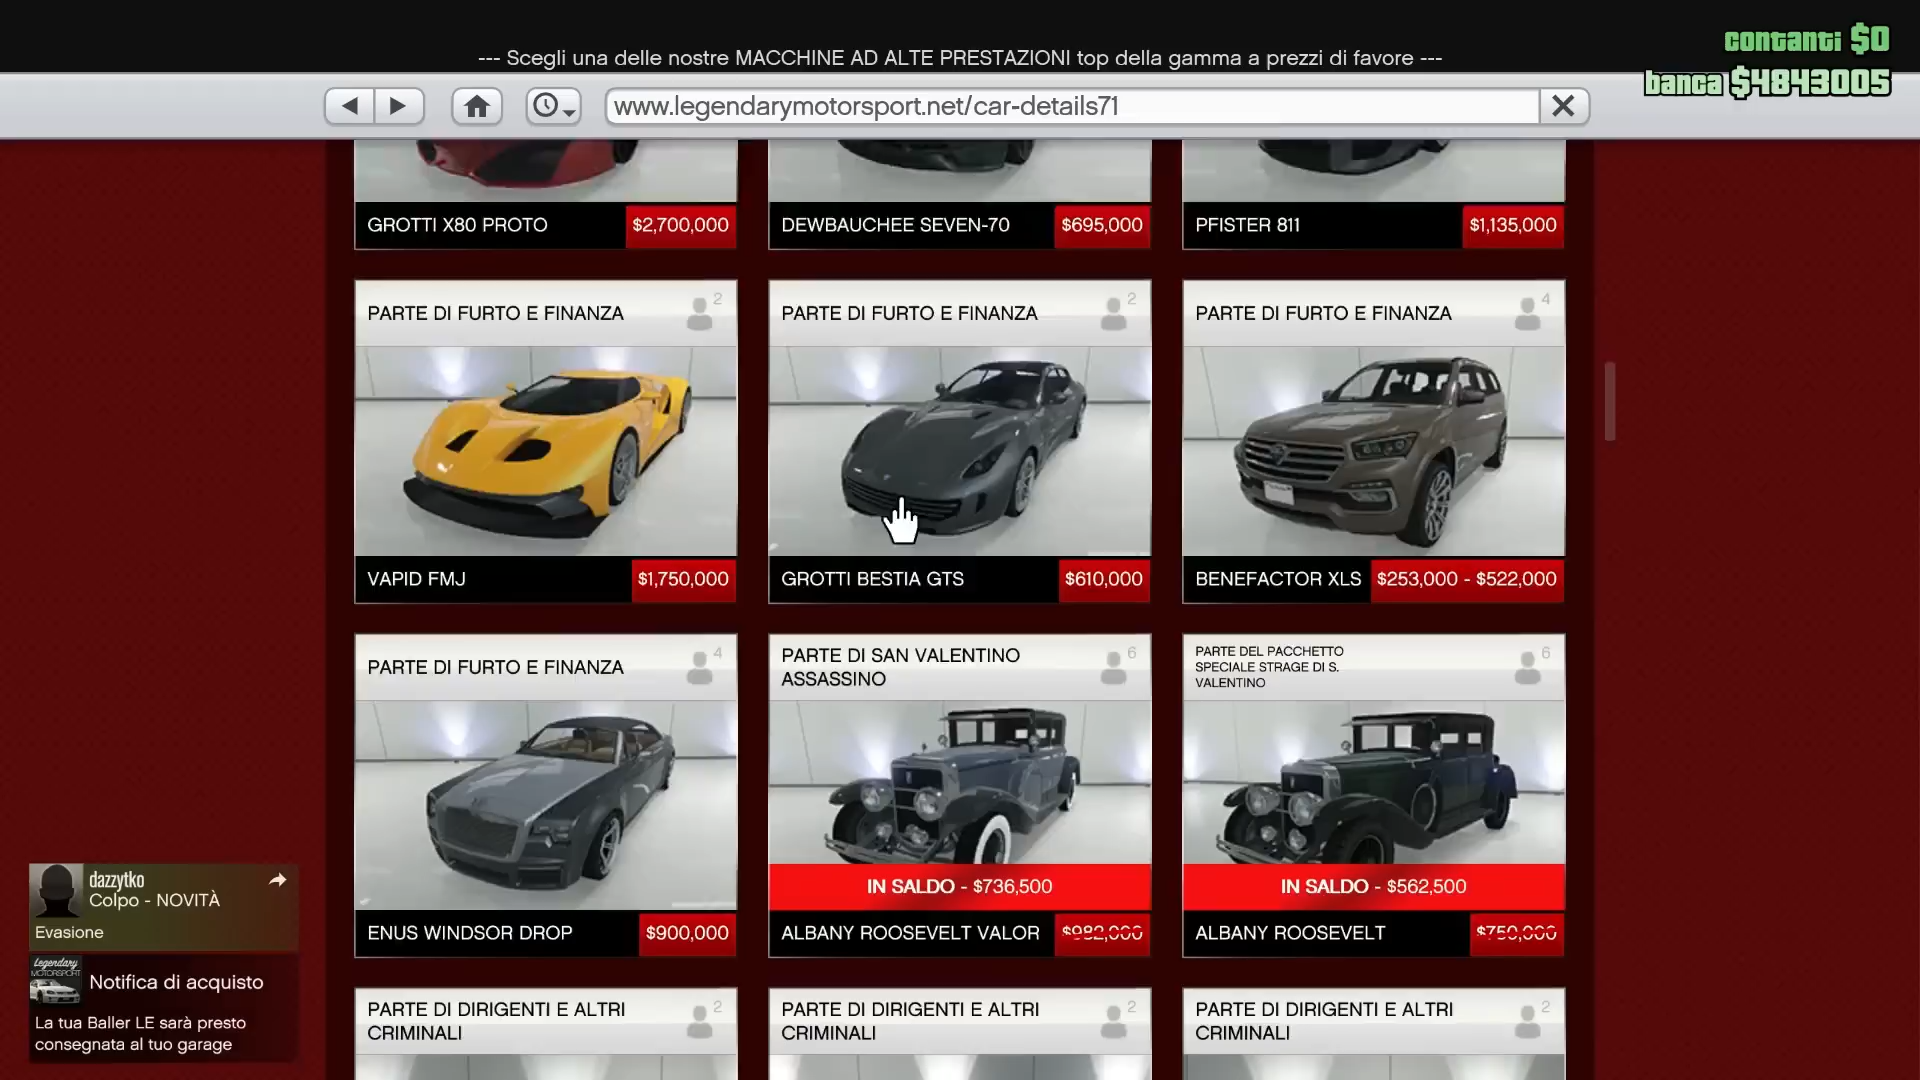 contanti $0
--- Scegli una delle nostre MACCHINE AD ALTE PRESTAZIONI top della gamma a prezzi di favore ---
banca $4843005
www.legendarymotorsport.net/car-details71
GROTTI X80 PROTO $2,700,000
DEWBAUCHEE SEVEN-70 $695,000
PFISTER 811 $1,135,000
PARTE DI FURTO E FINANZA 2
PARTE DI FURTO E FINANZA 2
PARTE DI FURTO E FINANZA 4
VAPID FMJ $1,750,000
GROTTI BESTIA GTS $610,000
BENEFACTOR XLS $253,000 - $522,000
PARTE DI FURTO E FINANZA 4
PARTE DI SAN VALENTINO 6
ASSASSINO
PARTE DEL PACCHETTO 6
SPECIALE STRAGE DI S.
VALENTINO
IN SALDO - $736,500
IN SALDO - $562,500
ENUS WINDSOR DROP $900,000
ALBANY ROOSEVELT VALOR $982,000
ALBANY ROOSEVELT $750,000
dazzytko
Colpo - NOVITÀ
Evasione
Legendary
MOTORSPORT
Notifica di acquisto
La tua Baller LE sarà presto
consegnata al tuo garage
PARTE DI DIRIGENTI E ALTRI 2
CRIMINALI
PARTE DI DIRIGENTI E ALTRI 2
CRIMINALI
PARTE DI DIRIGENTI E ALTRI 2
CRIMINALI